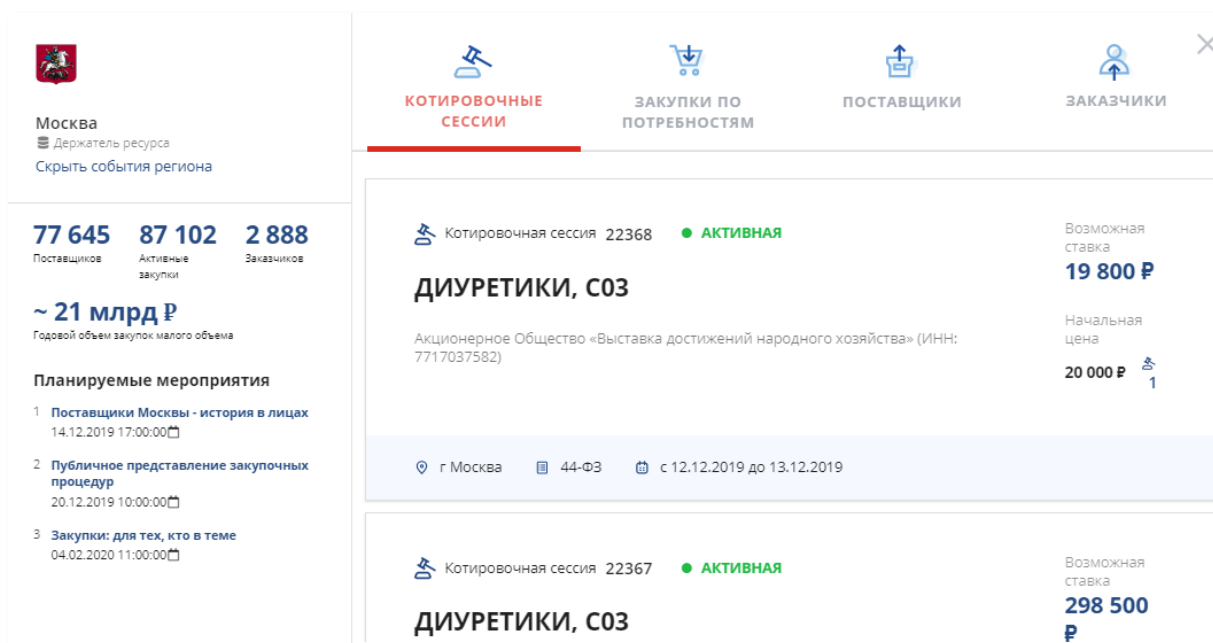 Москва
Держатель ресурса
Скрыть события региона
77 645
Поставщиков
87 102
Активные
закупки
2 888
Заказчиков
~ 21 млрд ₽
Годовой объем закупок малого объема
Планируемые мероприятия
1 Поставщики Москвы - история в лицах
14.12.2019 17:00:00
2 Публичное представление закупочных
процедур
20.12.2019 10:00:00
3 Закупки: для тех, кто в теме
04.02.2020 11:00:00
КОТИРОВОЧНЫЕ
СЕССИИ
ЗАКУПКИ ПО
ПОТРЕБНОСТЯМ
ПОСТАВЩИКИ
ЗАКАЗЧИКИ
Котировочная сессия 22368 АКТИВНАЯ
ДИУРЕТИКИ, С03
Акционерное Общество «Выставка достижений народного хозяйства» (ИНН:
7717037582)
Возможная
ставка
19 800 ₽
Начальная
цена
20 000 ₽ 1
г Москва 44-ФЗ с 12.12.2019 до 13.12.2019
Котировочная сессия 22367 АКТИВНАЯ
ДИУРЕТИКИ, С03
Возможная
ставка
298 500
₽